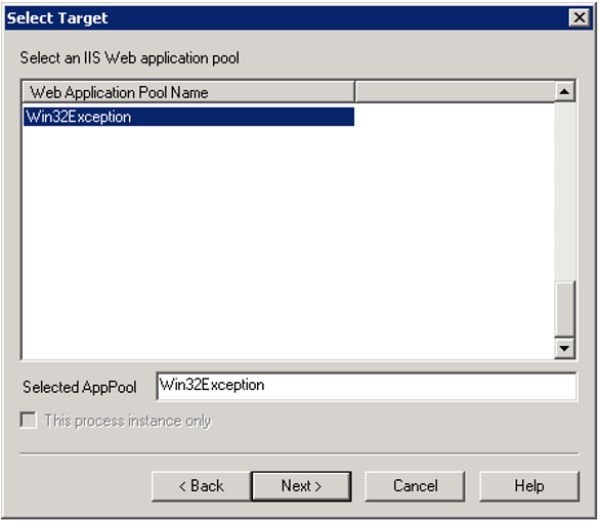 Select Target
Select an IIS Web application pool
Web Application Pool Name
Win32Exception
Selected AppPool Win32Exception
This process instance only
< Back Next > Cancel Help